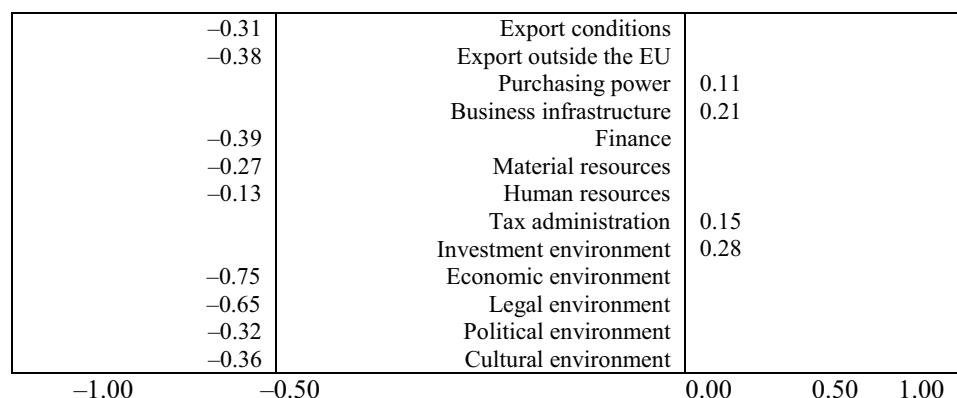 –0.31 Export conditions
–0.38 Export outside the EU
Purchasing power 0.11
Business infrastructure 0.21
–0.39 Finance
–0.27 Material resources
–0.13 Human resources
Tax administration 0.15
Investment environment 0.28
–0.75 Economic environment
–0.65 Legal environment
–0.32 Political environment
–0.36 Cultural environment
–1.00 –0.50 0.00 0.50 1.00